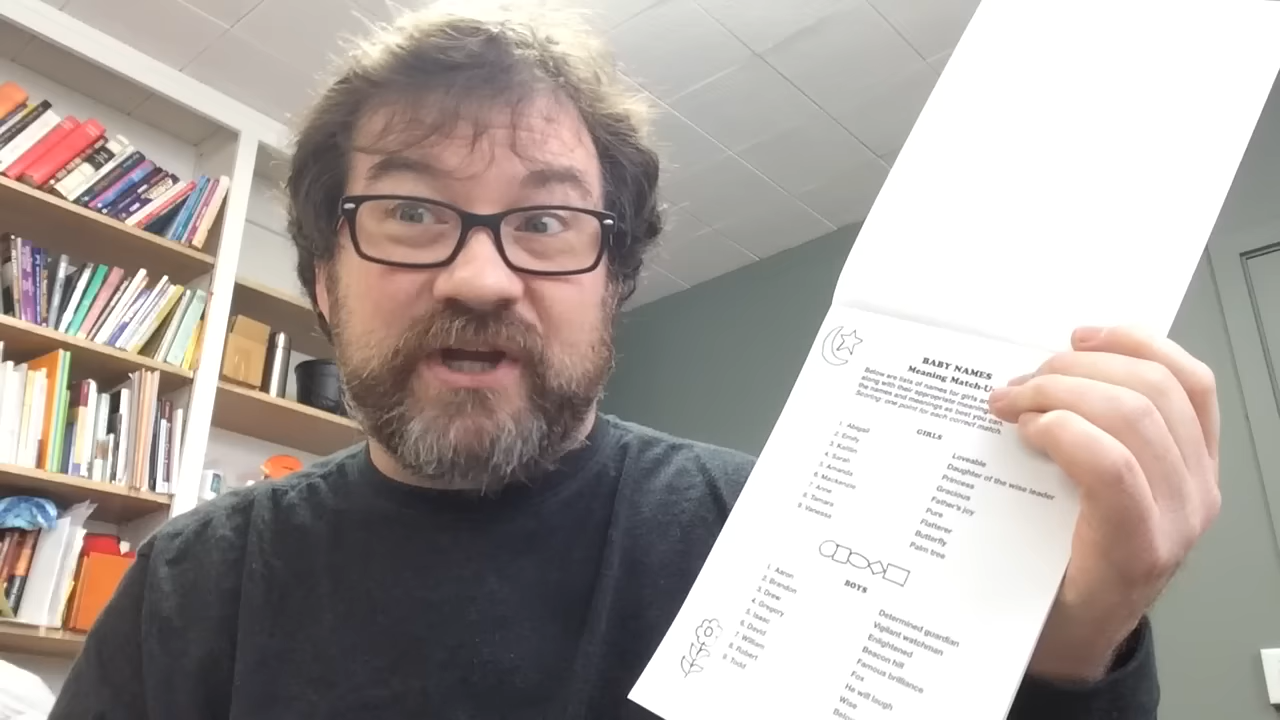 BABY NAMES
Meaning Match-U
Below are lists of names for girls an
along with their appropriate meaning
the names and meanings as best you can.
Scoring: one point for each correct match.
GIRLS
1. Abigail
2. Emily
3. Kaitlin
4. Sarah
5. Amanda
6. Mackenzie
7. Anne
8. Tamara
9. Vanessa
Loveable
Daughter of the wise leader
Princess
Gracious
Father's joy
Pure
Flatterer
Butterfly
Palm tree
BOYS
1. Aaron
2. Brandon
3. Drew
4. Gregory
5. Isaac
6. David
7. William
8. Robert
9. Todd
Determined guardian
Vigilant watchman
Enlightened
Beacon hill
Famous brilliance
Fox
He will laugh
Wise